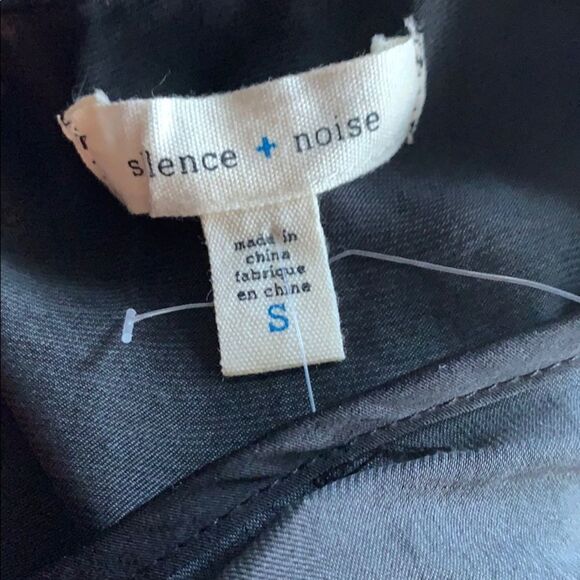 silence + noise
made in
china
fabrique
en chine
S